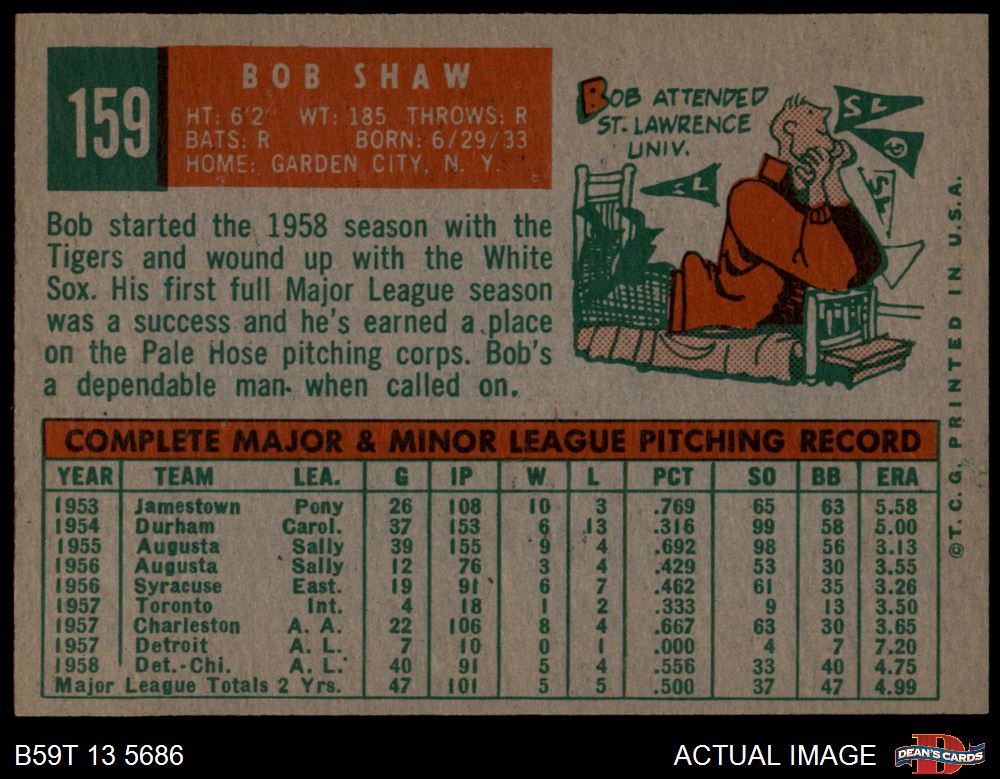 159
BOB SHAW
HT: 6'2" WT: 185 THROWS: R
BATS: R BORN: 6/29/33
HOME: GARDEN CITY, N. Y.
BOB ATTENDED
ST. LAWRENCE
UNIV.
SL
SL
SL
Bob started the 1958 season with the
Tigers and wound up with the White
Sox. His first full Major League season
was a success and he's earned a place
on the Pale Hose pitching corps. Bob's
a dependable man when called on.
COMPLETE MAJOR & MINOR LEAGUE PITCHING RECORD
YEAR TEAM LEA. G IP W L PCT SO BB ERA
1953 Jamestown Pony 26 108 10 3 .769 65 63 5.58
1954 Durham Carol. 37 153 6 13 .316 99 58 5.00
1955 Augusta Sally 39 155 9 4 .692 98 56 3.13
1956 Augusta Sally 12 76 3 4 .429 53 30 3.55
1956 Syracuse East. 19 91 6 7 .462 61 35 3.26
1957 Toronto Int. 4 18 1 2 .333 9 13 3.50
1957 Charleston A. A. 22 106 8 4 .667 63 30 3.65
1957 Detroit A. L. 7 10 0 1 .000 4 7 7.20
1958 Det.-Chi. A. L. 40 91 5 4 .556 33 40 4.75
Major League Totals 2 Yrs. 47 101 5 5 .500 37 47 4.99
©T. C. G. PRINTED IN U.S.A.
B59T 13 5686
ACTUAL IMAGE
DEAN'S CARDS